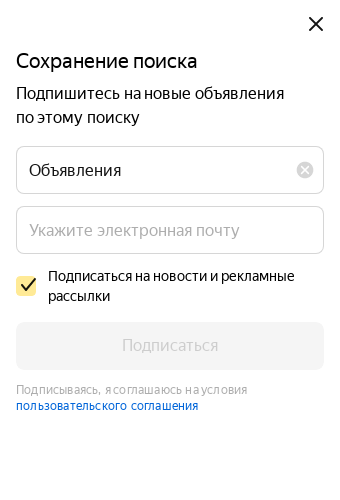 Сохранение поиска
Подпишитесь на новые объявления
по этому поиску
Объявления
Укажите электронная почту
Подписаться на новости и рекламные
рассылки
Подписаться
Подписываясь, я соглашаюсь на условия
пользовательского соглашения